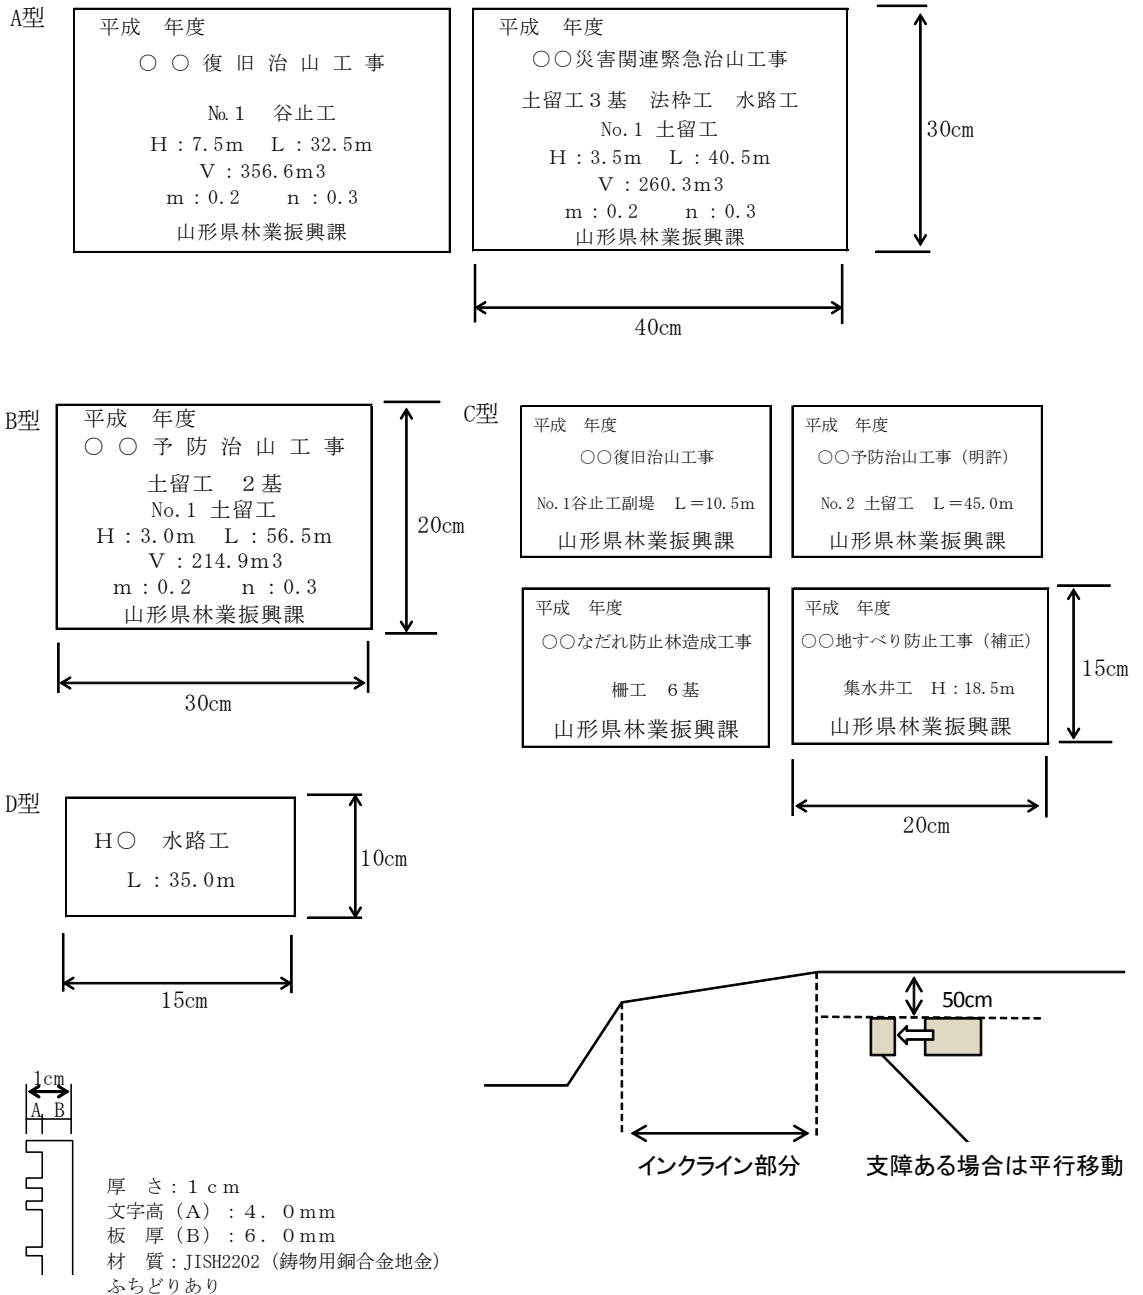 A型
平成　年度
○ ○ 復 旧 治 山 工 事
№1　谷止工
Ｈ：7.5m　Ｌ：32.5m
Ｖ：356.6m3
ｍ：0.2　　ｎ：0.3
山形県林業振興課
平成　年度
○○災害関連緊急治山工事
土留工３基　法枠工　水路工
No.1 土留工
Ｈ：3.5m　Ｌ：40.5m
Ｖ：260.3m3
ｍ：0.2　　ｎ：0.3
山形県林業振興課
30cm
40cm
B型
平成　年度
○ ○ 予 防 治 山 工 事
土留工　２基
No.1 土留工
Ｈ：3.0m　Ｌ：56.5m
Ｖ：214.9m3
ｍ：0.2　　ｎ：0.3
山形県林業振興課
20cm
30cm
C型
平成　年度
○○復旧治山工事
No.1谷止工副堤　Ｌ＝10.5m
山形県林業振興課
平成　年度
○○予防治山工事（明許）
No.2 土留工　Ｌ＝45.0m
山形県林業振興課
平成　年度
○○なだれ防止林造成工事
柵工　６基
山形県林業振興課
平成　年度
○○地すべり防止工事（補正）
集水井工　Ｈ：18.5m
山形県林業振興課
15cm
20cm
D型
Ｈ○　水路工
Ｌ：35.0m
10cm
15cm
50cm
インクライン部分
支障ある場合は平行移動
1cm
A B
厚　さ：１ｃｍ
文字高（Ａ）：４．０mm
板　厚（Ｂ）：６．０mm
材　質：JISH2202（鋳物用銅合金地金）
ふちどりあり